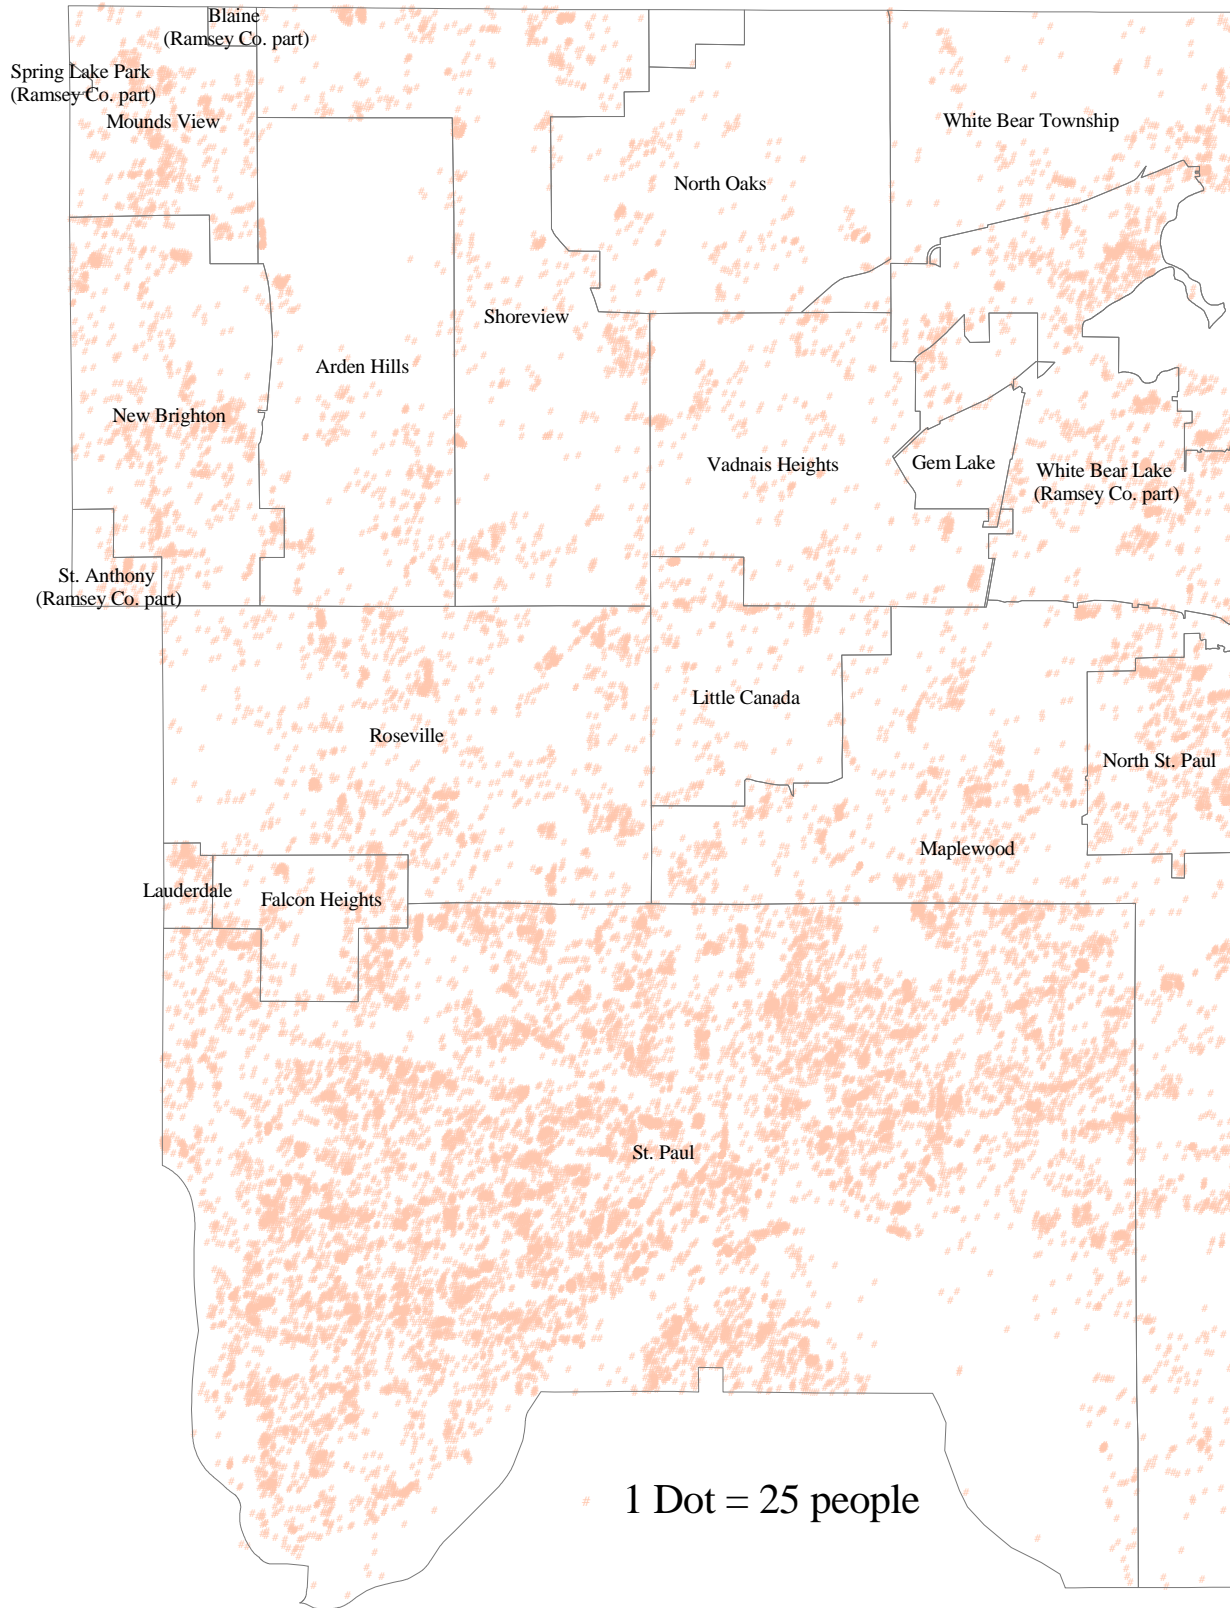 Blaine
(Ramsey Co. part)
Spring Lake Park
(Ramsey Co. part)
Mounds View
White Bear Township
North Oaks
Shoreview
Arden Hills
New Brighton
Vadnais Heights
Gem Lake
White Bear Lake
(Ramsey Co. part)
St. Anthony
(Ramsey Co. part)
Little Canada
Roseville
North St. Paul
Maplewood
Lauderdale
Falcon Heights
St. Paul
1 Dot = 25 people